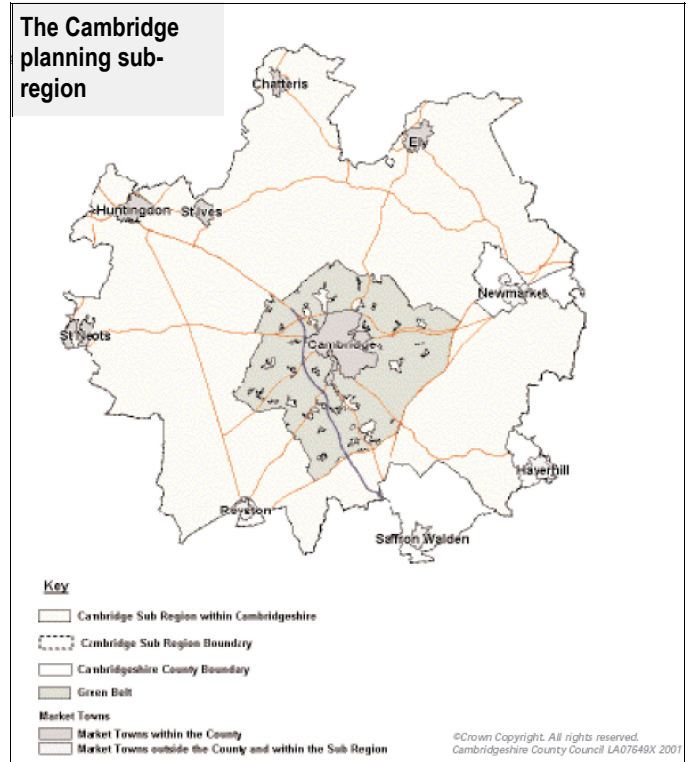 The Cambridge
planning sub-
region
Chatteris
Ely
Huntingdon
St Ives
Newmarket
St Neots
Cambridge
Haverhill
Royston
Saffron Walden
Key
Cambridge Sub Region within Cambridgeshire
Cambridge Sub Region Boundary
Cambridgeshire County Boundary
Green Belt
Market Towns
Market Towns within the County
Market Towns outside the County and within the Sub Region
©Crown Copyright. All rights reserved.
Cambridgeshire County Council LA07649X 2001